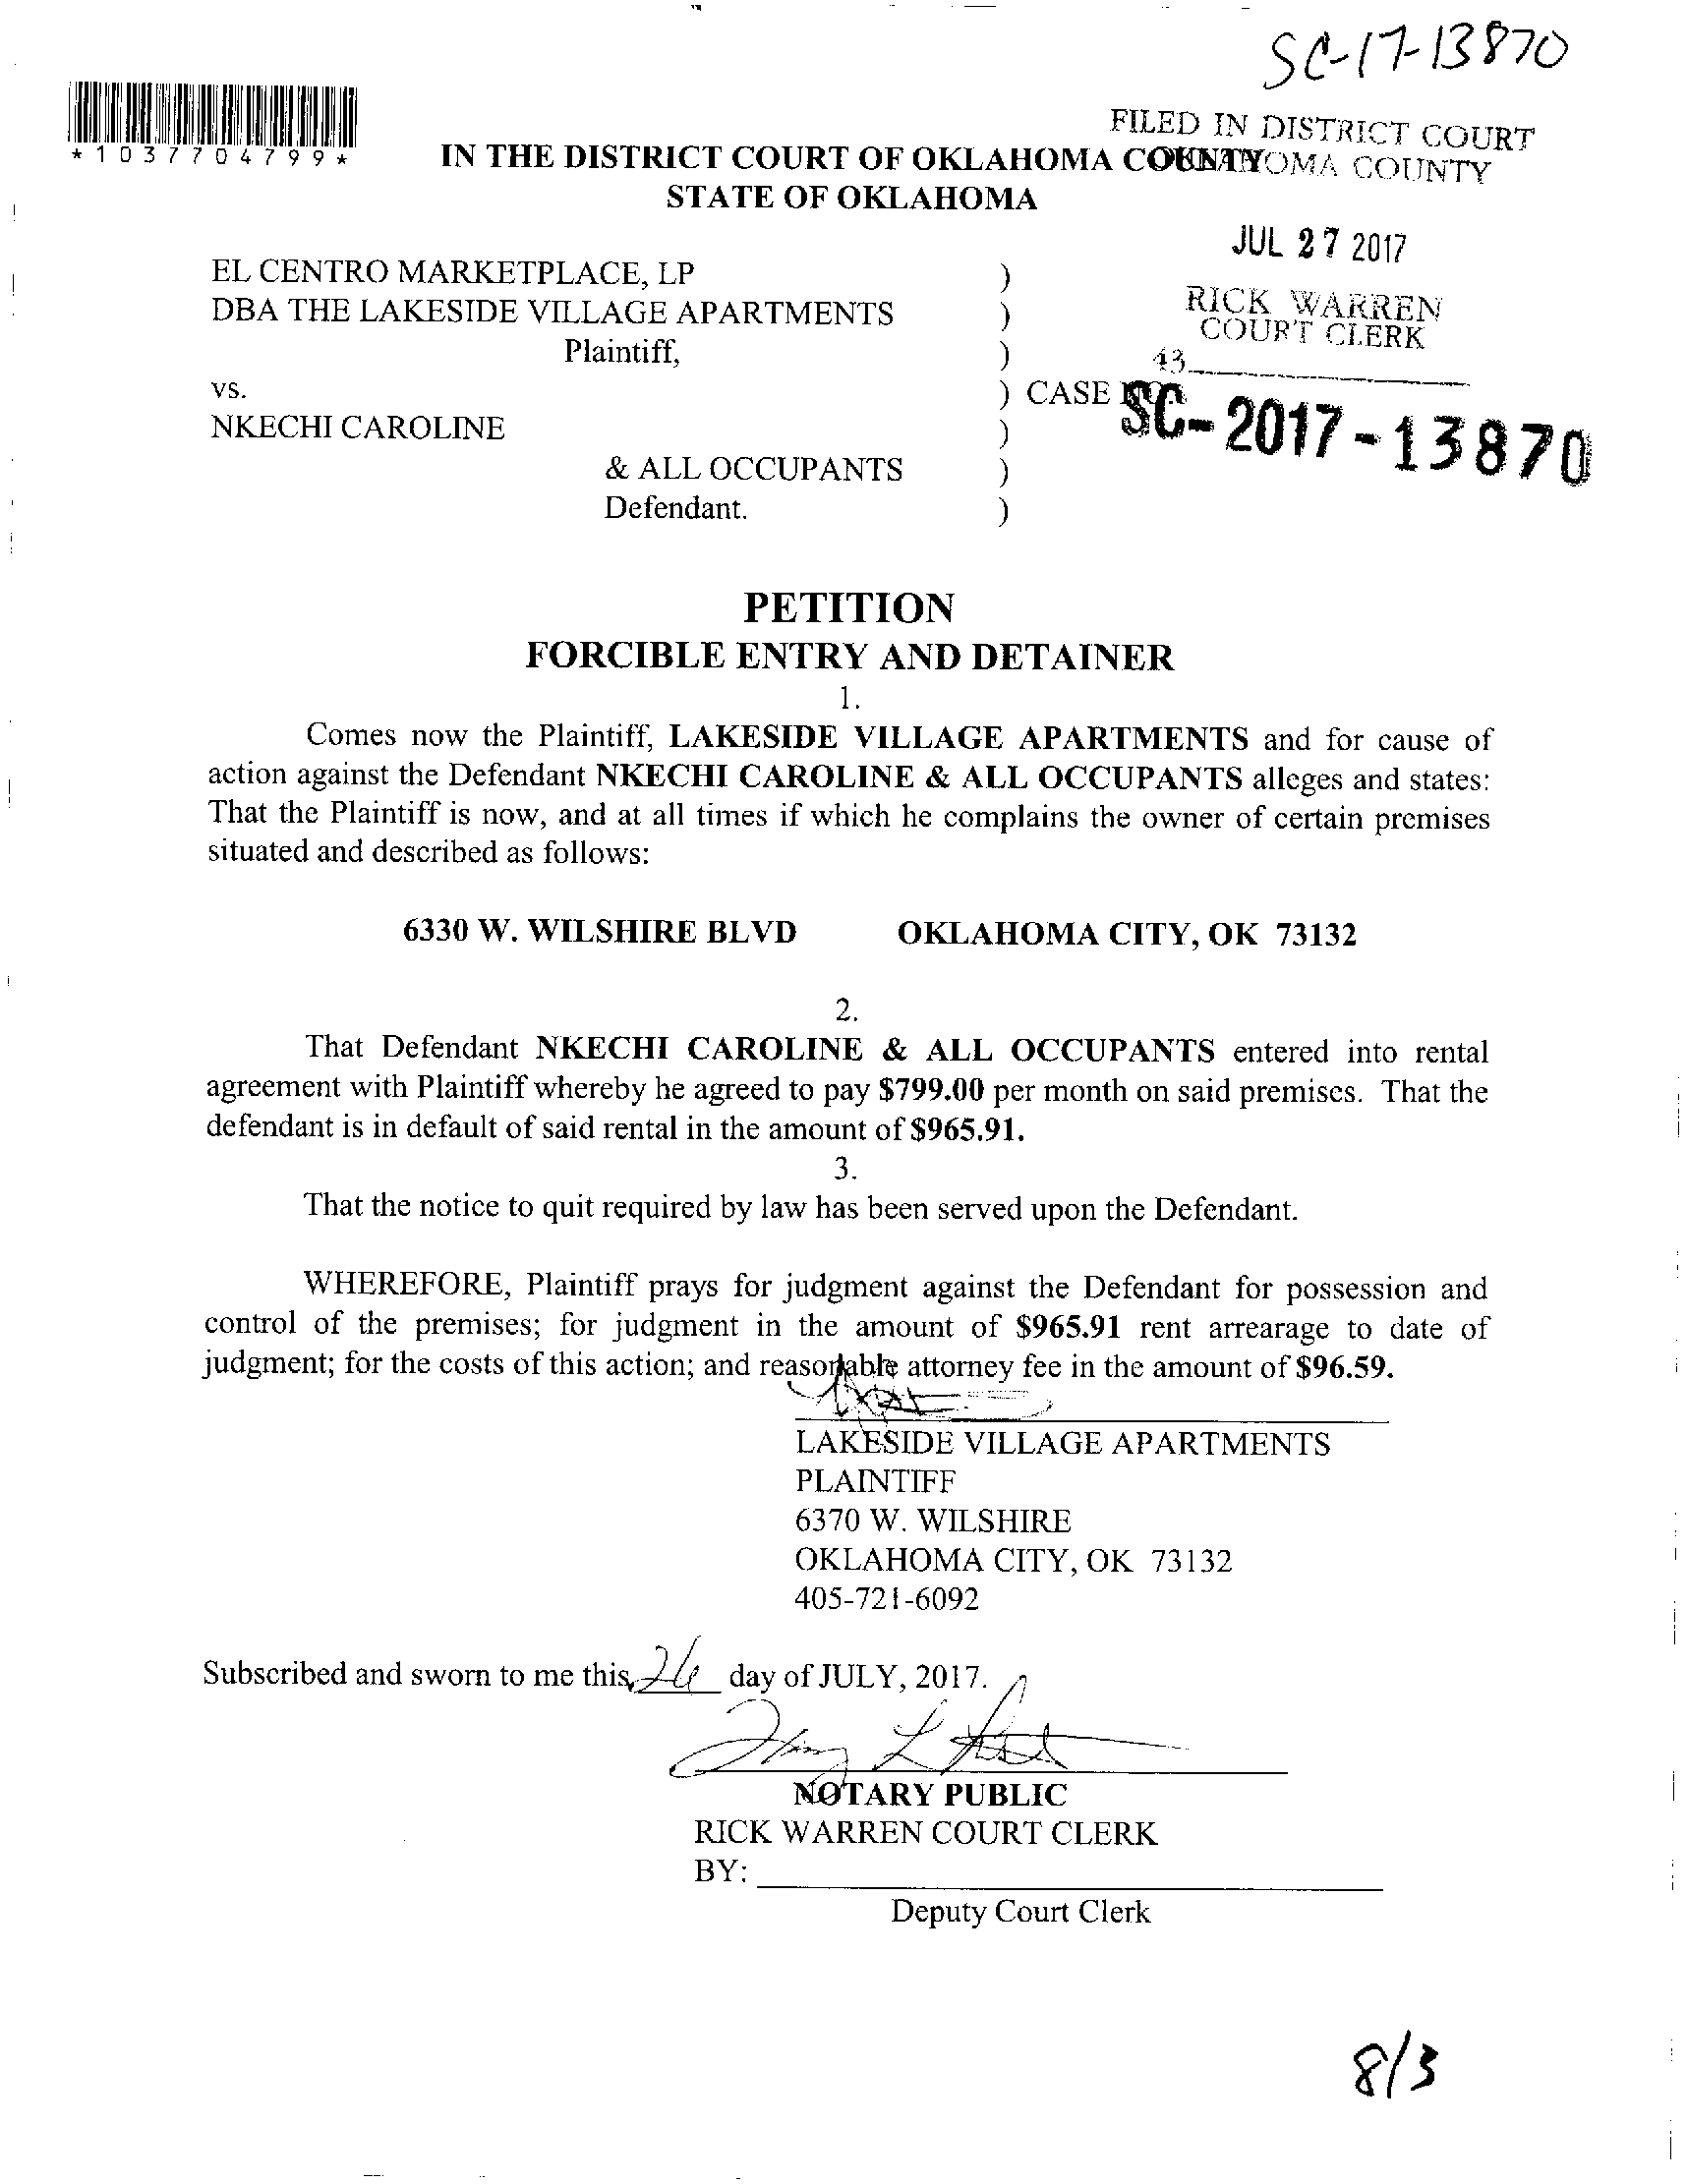 SC-17-13870
*1037704799*
FILED IN DISTRICT COURT
OKLAHOMA COUNTY
IN THE DISTRICT COURT OF OKLAHOMA COUNTY
STATE OF OKLAHOMA
JUL 27 2017
EL CENTRO MARKETPLACE, LP )
DBA THE LAKESIDE VILLAGE APARTMENTS )
RICK WARREN
COURT CLERK
Plaintiff, )
43
vs. ) CASE NO.
SC-2017-13870
NKECHI CAROLINE )
& ALL OCCUPANTS )
Defendant. )
PETITION
FORCIBLE ENTRY AND DETAINER
1.
Comes now the Plaintiff, LAKESIDE VILLAGE APARTMENTS and for cause of
action against the Defendant NKECHI CAROLINE & ALL OCCUPANTS alleges and states:
That the Plaintiff is now, and at all times if which he complains the owner of certain premises
situated and described as follows:
6330 W. WILSHIRE BLVD OKLAHOMA CITY, OK 73132
2.
That Defendant NKECHI CAROLINE & ALL OCCUPANTS entered into rental
agreement with Plaintiff whereby he agreed to pay $799.00 per month on said premises. That the
defendant is in default of said rental in the amount of $965.91.
3.
That the notice to quit required by law has been served upon the Defendant.
WHEREFORE, Plaintiff prays for judgment against the Defendant for possession and
control of the premises; for judgment in the amount of $965.91 rent arrearage to date of
judgment; for the costs of this action; and reasonable attorney fee in the amount of $96.59.
LAKESIDE VILLAGE APARTMENTS
PLAINTIFF
6370 W. WILSHIRE
OKLAHOMA CITY, OK 73132
405-721-6092
Subscribed and sworn to me this 26 day of JULY, 2017.
NOTARY PUBLIC
RICK WARREN COURT CLERK
BY:
Deputy Court Clerk
8/3